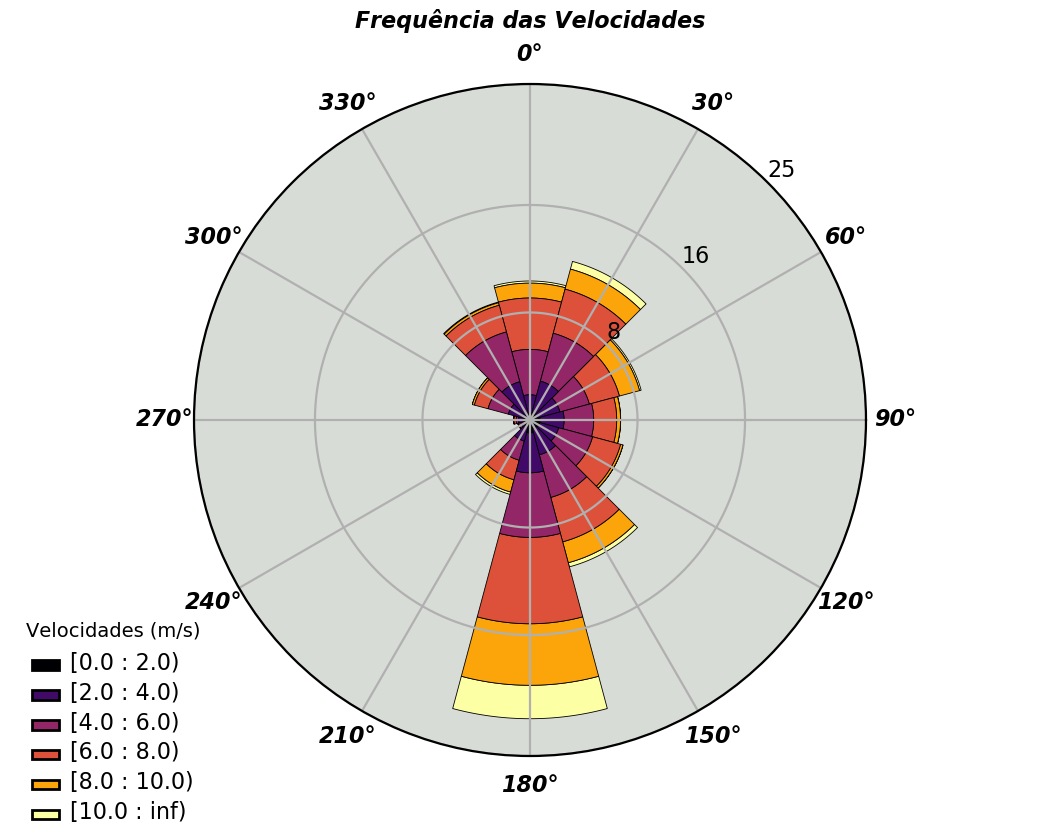 Frequência das Velocidades
0°
330°
30°
25
300°
60°
16
8
270°
90°
240°
120°
210°
150°
180°
Velocidades (m/s)
[0.0 : 2.0)
[2.0 : 4.0)
[4.0 : 6.0)
[6.0 : 8.0)
[8.0 : 10.0)
[10.0 : inf)